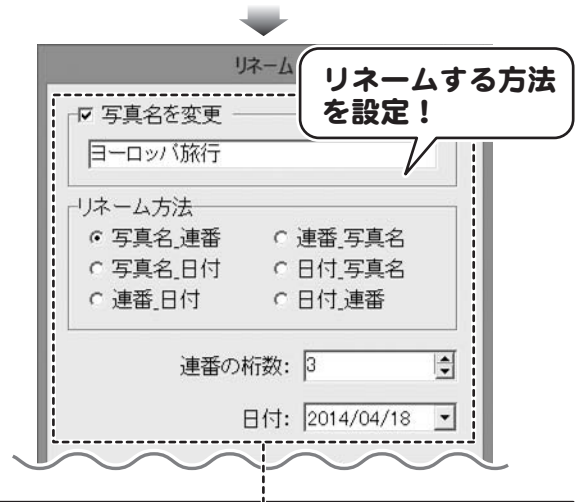 リネーム
リネームする方法
を設定！
写真名を変更
ヨーロッパ旅行
リネーム方法
写真名_連番 連番_写真名
写真名_日付 日付_写真名
連番_日付 日付_連番
連番の桁数: 3
日付: 2014/04/18